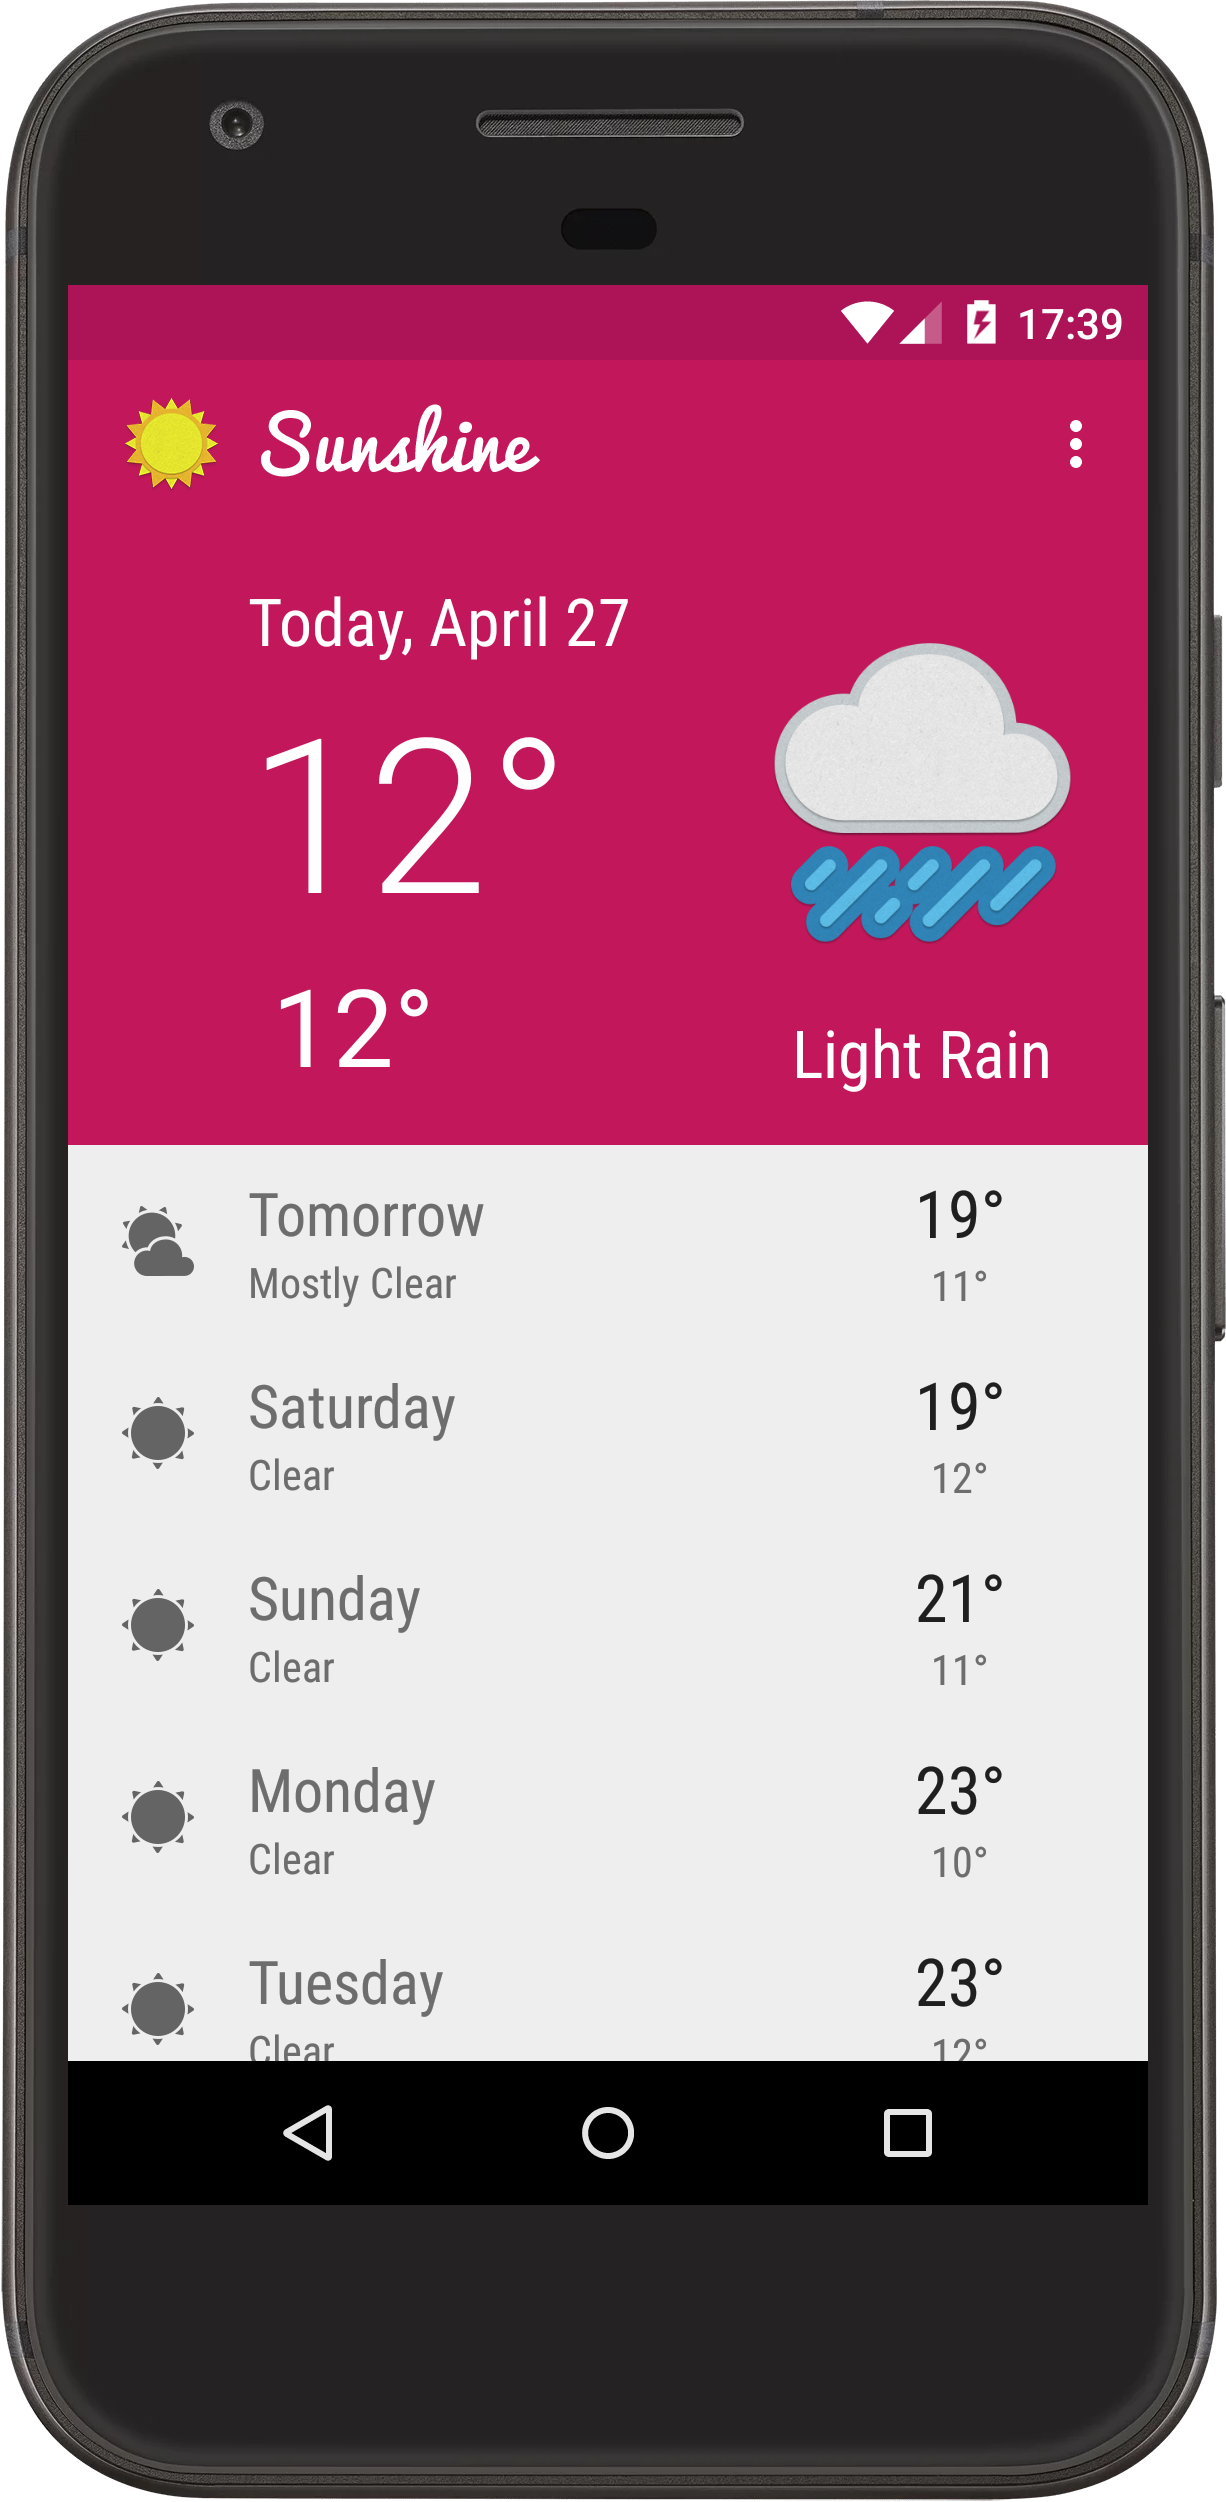 17:39
Sunshine
Today, April 27
12°
12°
Light Rain
Tomorrow 19°
Mostly Clear 11°
Saturday 19°
Clear 12°
Sunday 21°
Clear 11°
Monday 23°
Clear 10°
Tuesday 23°
Clear 12°